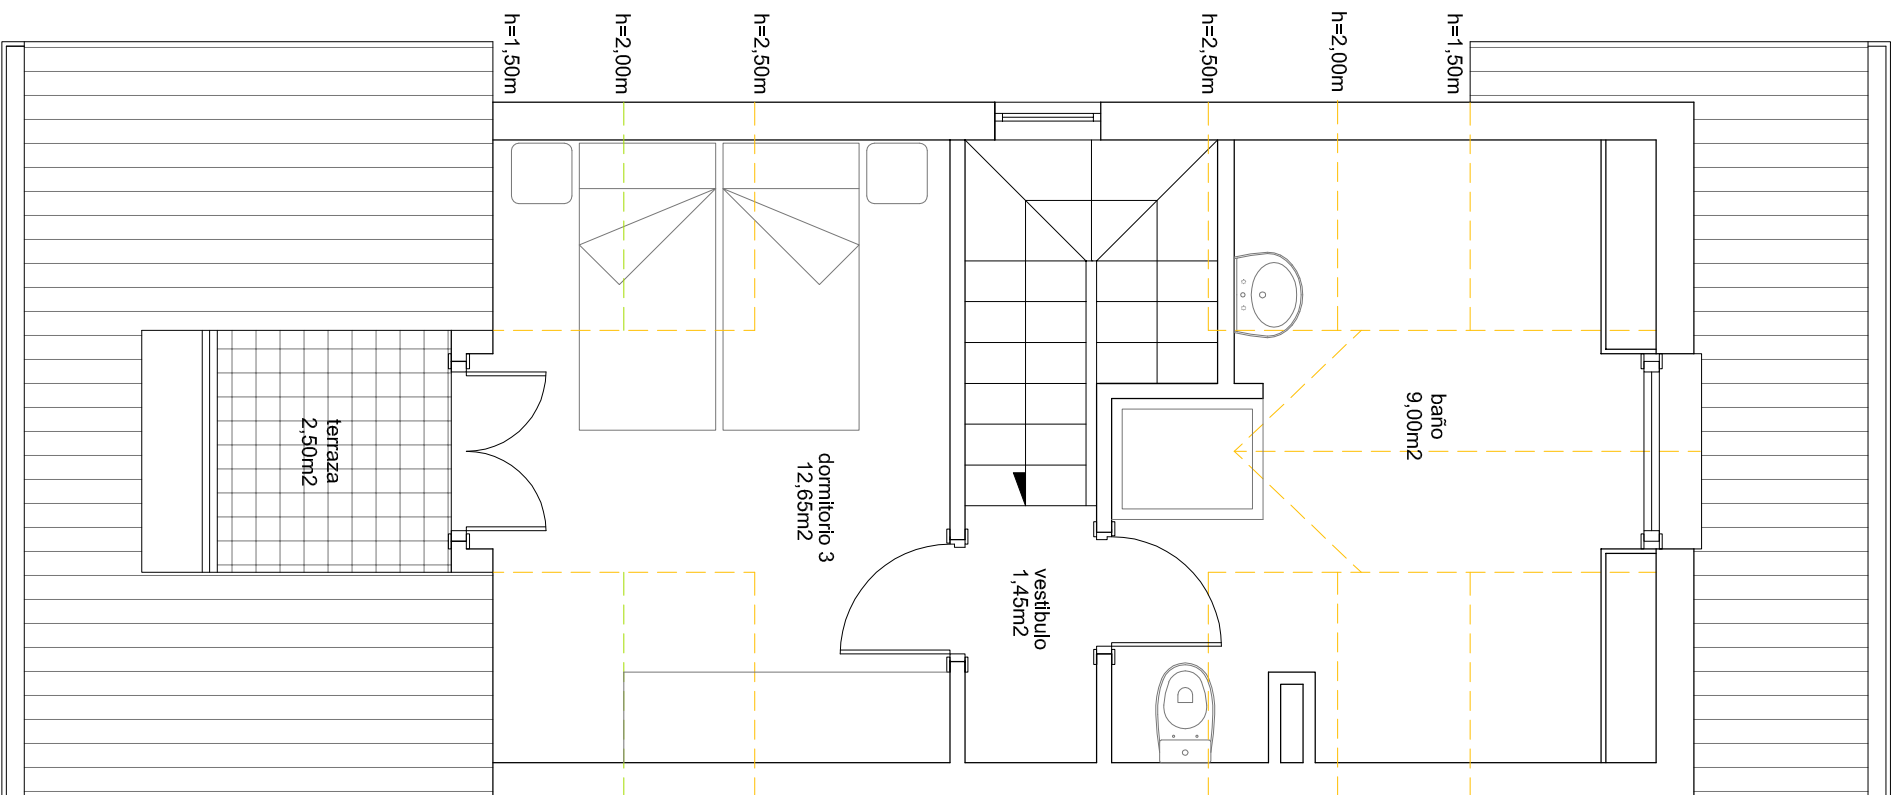 h=1,50m
h=2,00m
h=2,50m
h=2,50m
h=2,00m
h=1,50m
baño
9,00m2
terraza
2,50m2
dormitorio 3
12,65m2
vestibulo
1,45m2